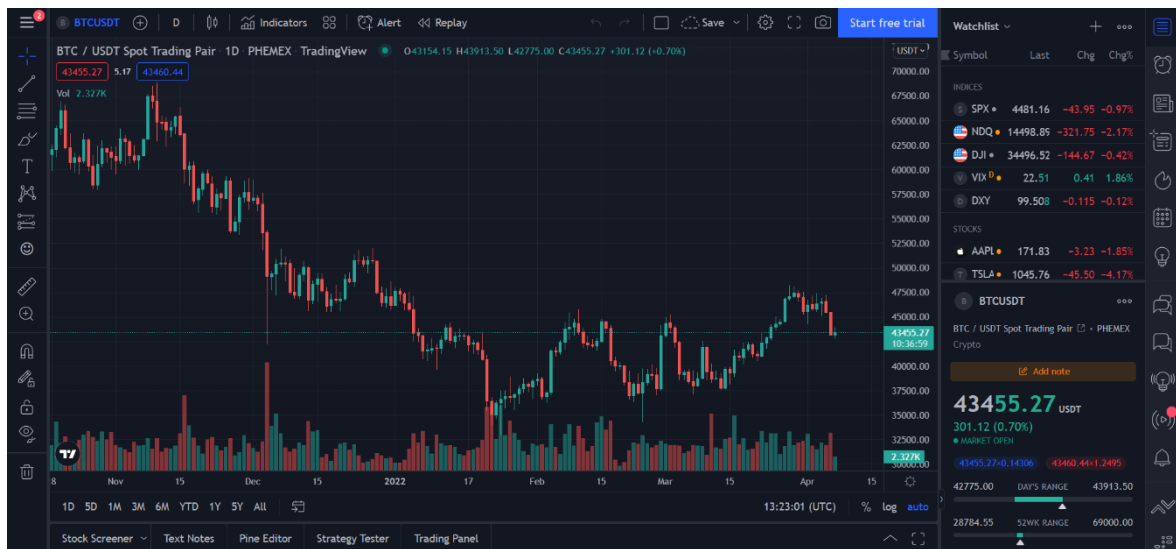 2
BTCUSDT D Indicators Alert Replay Save Start free trial
BTC / USDT Spot Trading Pair · 1D · PHEMEX · TradingView O43154.15 H43913.50 L42775.00 C43455.27 +301.12 (+0.70%)
43455.27 5.17 43460.44
Vol 2.327K
USDT
70000.00
67500.00
65000.00
62500.00
60000.00
57500.00
55000.00
52500.00
50000.00
47500.00
45000.00
43455.27
10:36:59
40000.00
37500.00
35000.00
32500.00
2.327K
30000.00
8 Nov 15 Dec 15 2022 17 Feb 15 Mar 15 Apr 15
1D 5D 1M 3M 6M YTD 1Y 5Y All 13:23:01 (UTC) % log auto
Stock Screener Text Notes Pine Editor Strategy Tester Trading Panel
Watchlist
Symbol Last Chg Chg%
INDICES
S SPX 4481.16 −43.95 −0.97%
NDQ 14498.89 −321.75 −2.17%
DJI 34496.52 −144.67 −0.42%
V VIX D 22.51 0.41 1.86%
D DXY 99.508 −0.115 −0.12%
STOCKS
AAPL 171.83 −3.23 −1.85%
T TSLA 1045.76 −45.50 −4.17%
B BTCUSDT
BTC / USDT Spot Trading Pair • PHEMEX
Crypto
Add note
43455.27 USDT
301.12 (0.70%)
MARKET OPEN
43455.27×0.14306 43460.44×1.2495
42775.00 DAY'S RANGE 43913.50
28784.55 52WK RANGE 69000.00